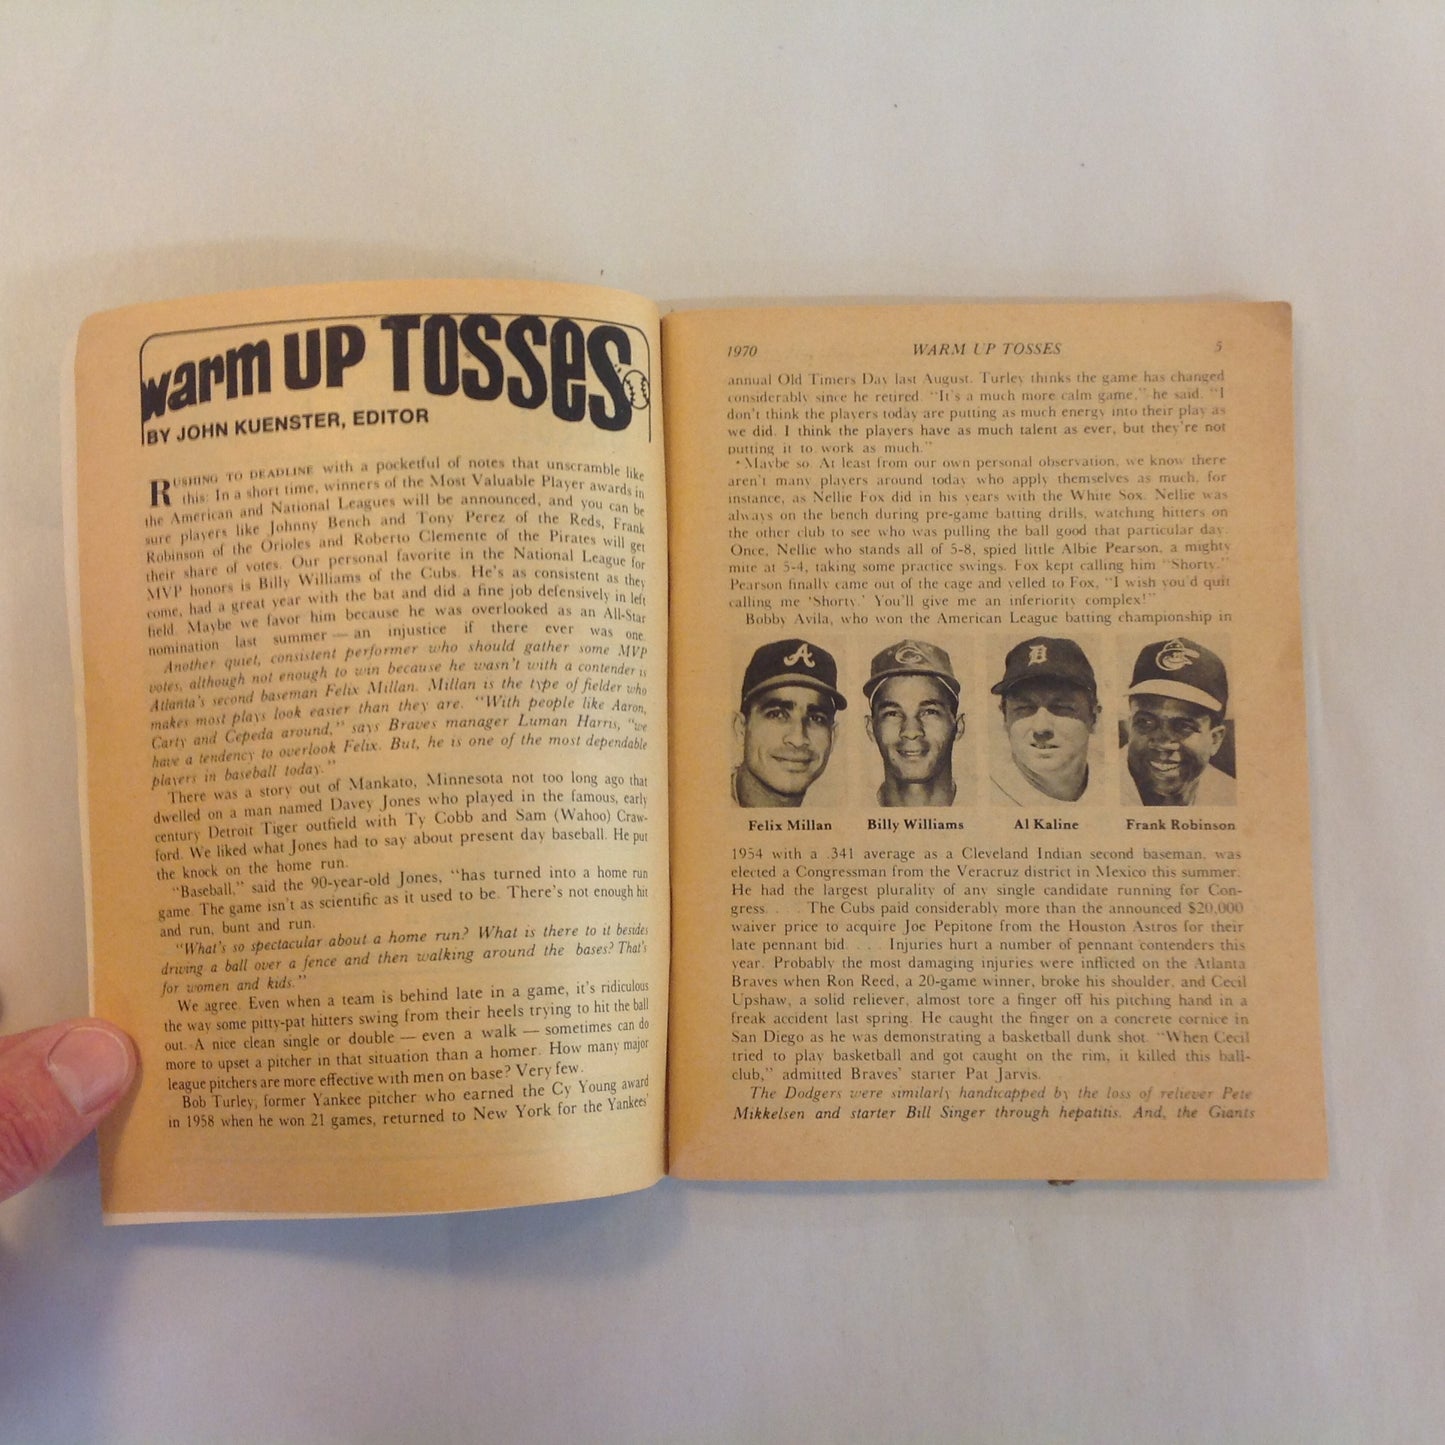 warm UP TOSSES
BY JOHN KUENSTER, EDITOR
RUSHING TO DEADLINE with a pocketful of notes that unscramble like
this: In a short time, winners of the Most Valuable Player awards in
the American and National Leagues will be announced, and you can be
sure players like Johnny Bench and Tony Perez of the Reds, Frank
Robinson of the Orioles and Roberto Clemente of the Pirates will get
their share of votes. Our personal favorite in the National League for
MVP honors is Billy Williams of the Cubs. He's as consistent as they
come, had a great year with the bat and did a fine job defensively in left
field. Maybe we favor him because he was overlooked as an All-Star
nomination last summer — an injustice if there ever was one.
Another quiet, consistent performer who should gather some MVP
votes, although not enough to win because he wasn't with a contender is
Atlanta's second baseman Felix Millan. Millan is the type of fielder who
makes most plays look easier than they are. "With people like Aaron,
Carty and Cepeda around," says Braves manager Luman Harris, "we
have a tendency to overlook Felix. But, he is one of the most dependable
players in baseball today."
There was a story out of Mankato, Minnesota not too long ago that
dwelled on a man named Davey Jones who played in the famous, early
century Detroit Tiger outfield with Ty Cobb and Sam (Wahoo) Craw-
ford. We liked what Jones had to say about present day baseball. He put
the knock on the home run.
"Baseball," said the 90-year-old Jones, "has turned into a home run
game. The game isn't as scientific as it used to be. There's not enough hit
and run, bunt and run.
"What's so spectacular about a home run? What is there to it besides
driving a ball over a fence and then walking around the bases? That's
for women and kids."
We agree. Even when a team is behind late in a game, it's ridiculous
the way some pitty-pat hitters swing from their heels trying to hit the ball
out. A nice clean single or double — even a walk — sometimes can do
more to upset a pitcher in that situation than a homer. How many major
league pitchers are more effective with men on base? Very few.
Bob Turley, former Yankee pitcher who earned the Cy Young award
in 1958 when he won 21 games, returned to New York for the Yankees'
1970 WARM UP TOSSES 5
annual Old Timers Day last August. Turley thinks the game has changed
considerably since he retired. "It's a much more calm game," he said. "I
don't think the players today are putting as much energy into their play as
we did. I think the players have as much talent as ever, but they're not
putting it to work as much."
Maybe so. At least from our own personal observation, we know there
aren't many players around today who apply themselves as much, for
instance, as Nellie Fox did in his years with the White Sox. Nellie was
always on the bench during pre-game batting drills, watching hitters on
the other club to see who was pulling the ball good that particular day.
Once, Nellie who stands all of 5-8, spied little Albie Pearson, a mighty
mite at 5-4, taking some practice swings. Fox kept calling him "Shorty."
Pearson finally came out of the cage and yelled to Fox, "I wish you'd quit
calling me 'Shorty.' You'll give me an inferiority complex!"
Bobby Avila, who won the American League batting championship in
Felix Millan Billy Williams Al Kaline Frank Robinson
1954 with a .341 average as a Cleveland Indian second baseman, was
elected a Congressman from the Veracruz district in Mexico this summer.
He had the largest plurality of any single candidate running for Con-
gress. . . . The Cubs paid considerably more than the announced $20,000
waiver price to acquire Joe Pepitone from the Houston Astros for their
late pennant bid. . . . Injuries hurt a number of pennant contenders this
year. Probably the most damaging injuries were inflicted on the Atlanta
Braves when Ron Reed, a 20-game winner, broke his shoulder, and Cecil
Upshaw, a solid reliever, almost tore a finger off his pitching hand in a
freak accident last spring. He caught the finger on a concrete cornice in
San Diego as he was demonstrating a basketball dunk shot. "When Cecil
tried to play basketball and got caught on the rim, it killed this ball-
club," admitted Braves' starter Pat Jarvis.
The Dodgers were similarly handicapped by the loss of reliever Pete
Mikkelsen and starter Bill Singer through hepatitis. And, the Giants